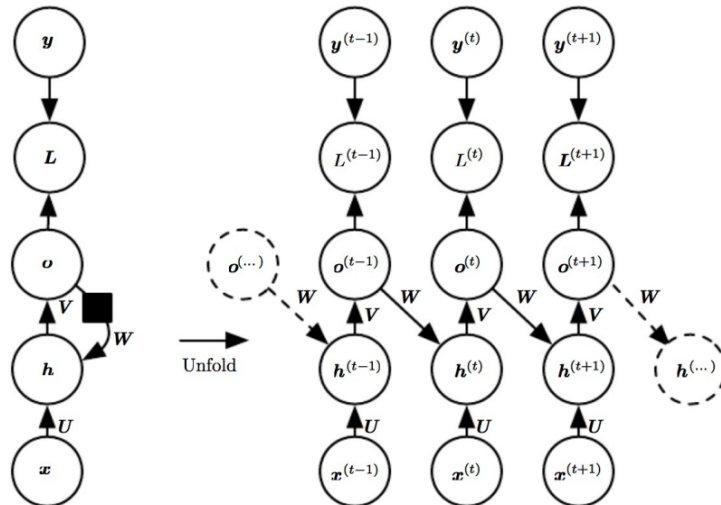 y y^(t−1) y^(t) y^(t+1)
L L^(t−1) L^(t) L^(t+1)
o o^(...) o^(t−1) o^(t) o^(t+1)
V W W V W V W V W
h Unfold h^(t−1) h^(t) h^(t+1) h^(...)
U U U U
x x^(t−1) x^(t) x^(t+1)